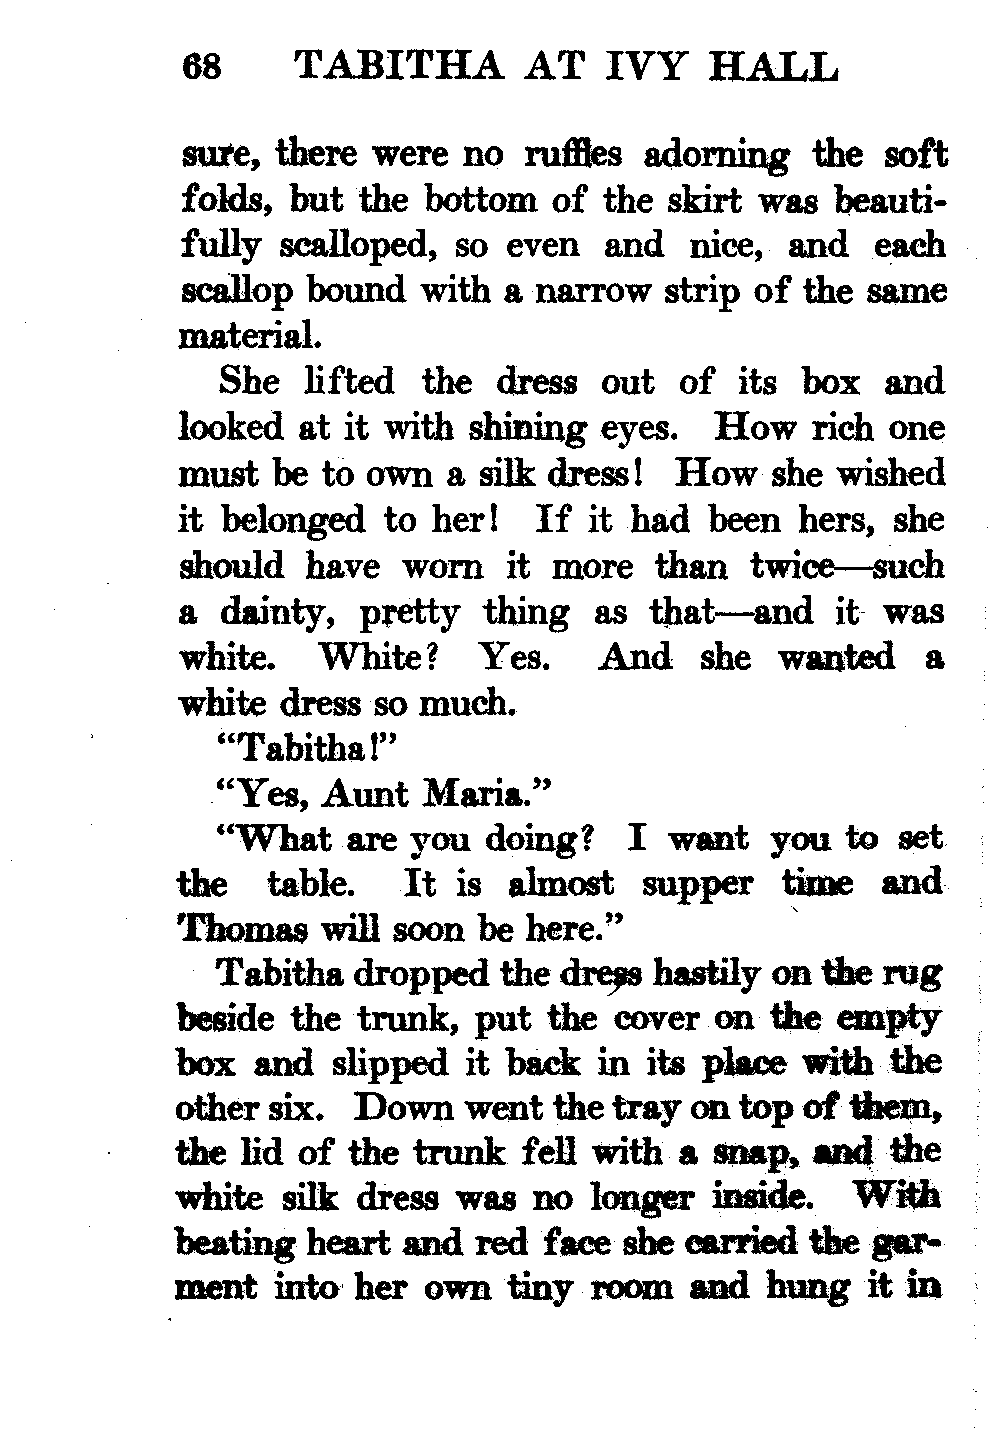 68 TABITHA AT IVY HALL
sure, there were no ruffles adorning the soft
folds, but the bottom of the skirt was beauti-
fully scalloped, so even and nice, and each
scallop bound with a narrow strip of the same
material.
She lifted the dress out of its box and
looked at it with shining eyes. How rich one
must be to own a silk dress! How she wished
it belonged to her! If it had been hers, she
should have worn it more than twice—such
a dainty, pretty thing as that—and it was
white. White? Yes. And she wanted a
white dress so much.
“Tabitha!”
“Yes, Aunt Maria.”
“What are you doing? I want you to set
the table. It is almost supper time and
Thomas will soon be here.”
Tabitha dropped the dress hastily on the rug
beside the trunk, put the cover on the empty
box and slipped it back in its place with the
other six. Down went the tray on top of them,
the lid of the trunk fell with a snap, and the
white silk dress was no longer inside. With
beating heart and red face she carried the gar-
ment into her own tiny room and hung it in